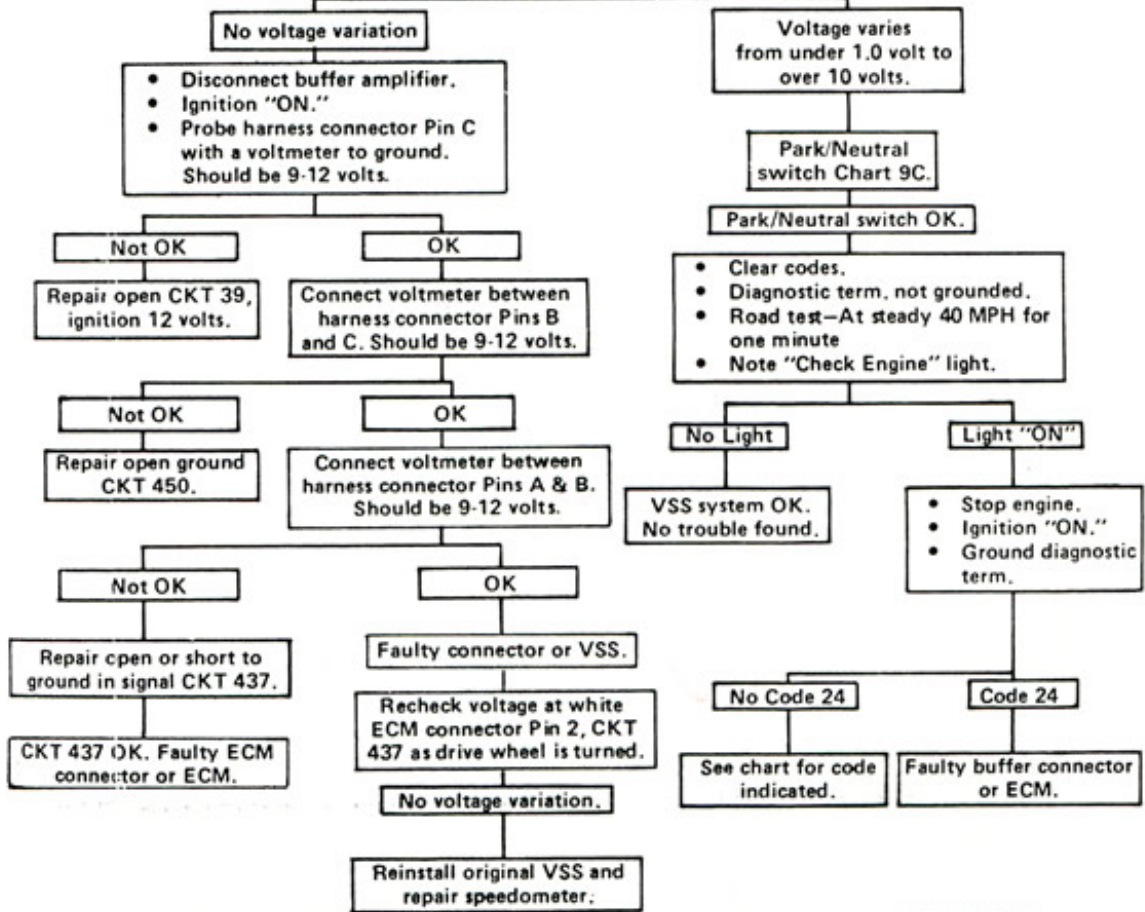 No voltage variation
• Disconnect buffer amplifier.
• Ignition "ON."
• Probe harness connector Pin C
with a voltmeter to ground.
Should be 9-12 volts.
Not OK
Repair open CKT 39,
ignition 12 volts.
OK
Connect voltmeter between
harness connector Pins B
and C. Should be 9-12 volts.
Not OK
Repair open ground
CKT 450.
OK
Connect voltmeter between
harness connector Pins A & B.
Should be 9-12 volts.
Not OK
Repair open or short to
ground in signal CKT 437.
CKT 437 OK. Faulty ECM
connector or ECM.
OK
Faulty connector or VSS.
Recheck voltage at white
ECM connector Pin 2, CKT
437 as drive wheel is turned.
No voltage variation.
Reinstall original VSS and
repair speedometer.
Voltage varies
from under 1.0 volt to
over 10 volts.
Park/Neutral
switch Chart 9C.
Park/Neutral switch OK.
• Clear codes.
• Diagnostic term. not grounded.
• Road test—At steady 40 MPH for
one minute
• Note "Check Engine" light.
No Light
VSS system OK.
No trouble found.
Light "ON"
• Stop engine.
• Ignition "ON."
• Ground diagnostic
term.
No Code 24
See chart for code
indicated.
Code 24
Faulty buffer connector
or ECM.